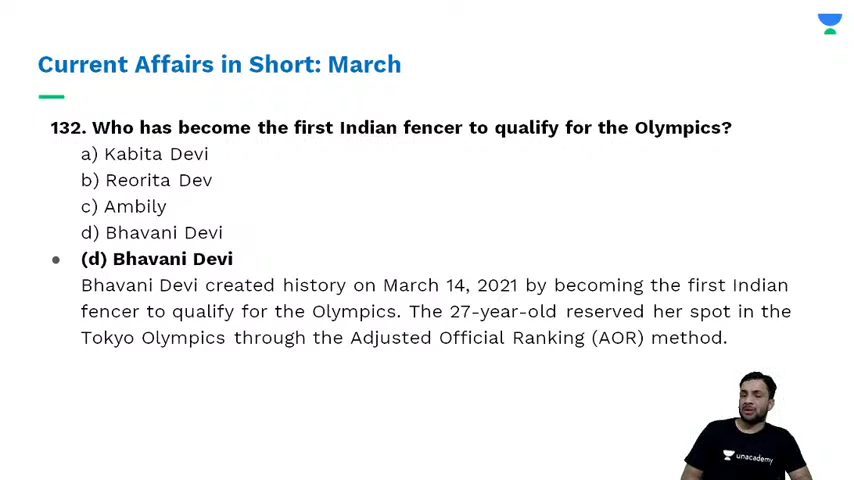 Current Affairs in Short: March
132. Who has become the first Indian fencer to qualify for the Olympics?
a) Kabita Devi
b) Reorita Dev
c) Ambily
d) Bhavani Devi
● (d) Bhavani Devi
Bhavani Devi created history on March 14, 2021 by becoming the first Indian
fencer to qualify for the Olympics. The 27-year-old reserved her spot in the
Tokyo Olympics through the Adjusted Official Ranking (AOR) method.
unacademy